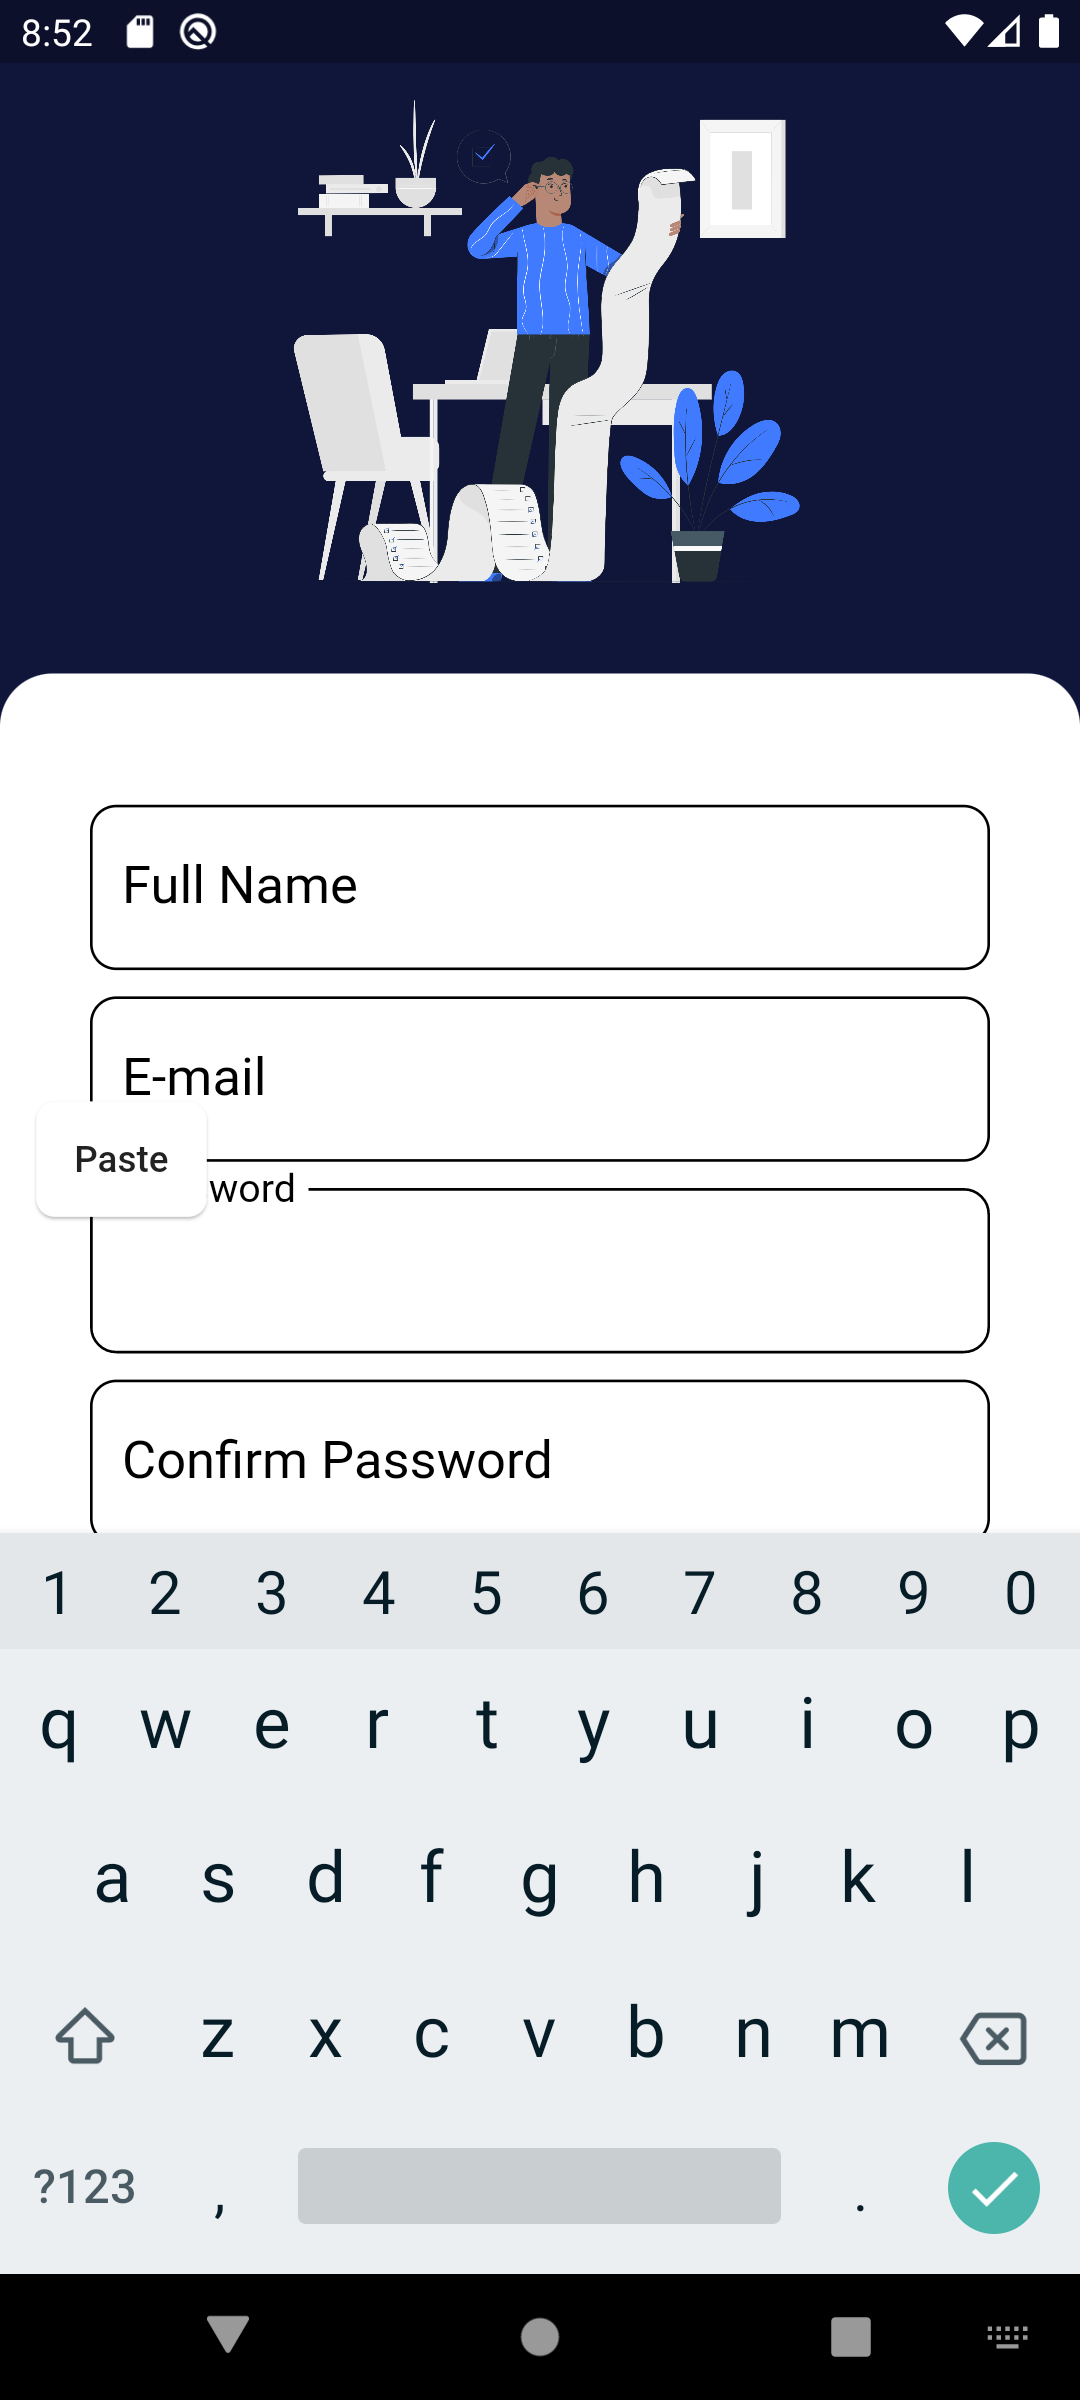 8:52
Full Name
E-mail
Paste
word
Confirm Password
1 2 3 4 5 6 7 8 9 0
q w e r t y u i o p
a s d f g h j k l
z x c v b n m
?123 , .